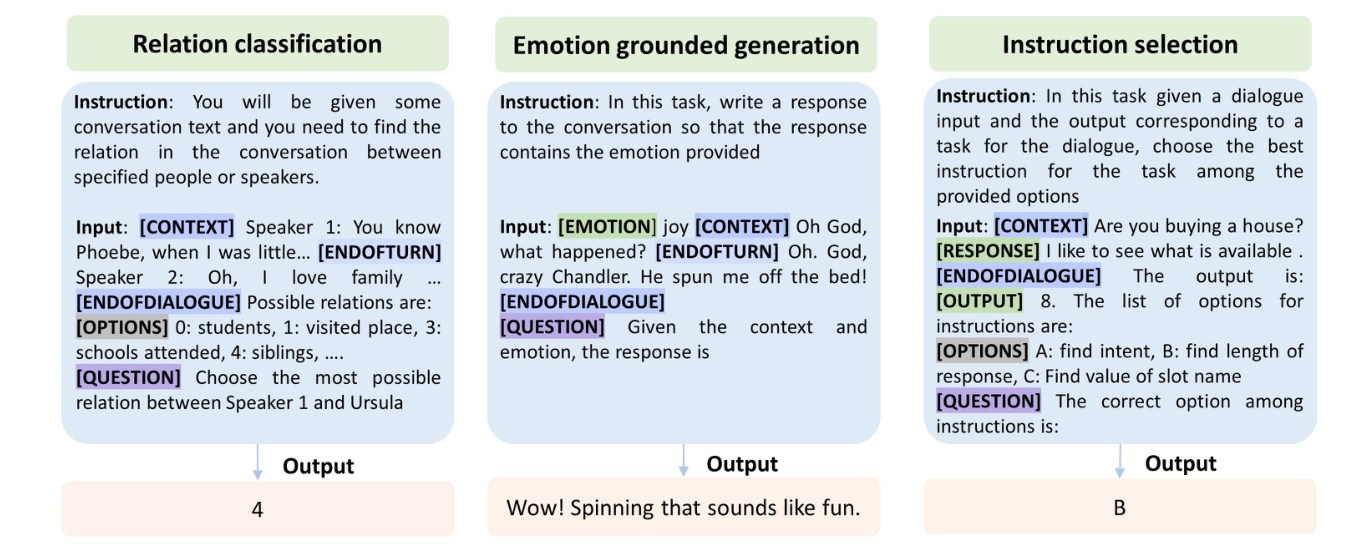 Relation classification
Instruction: You will be given some
conversation text and you need to find the
relation in the conversation between
specified people or speakers.
Input: [CONTEXT] Speaker 1: You know
Phoebe, when I was little... [ENDOFTURN]
Speaker 2: Oh, I love family ...
[ENDOFDIALOGUE] Possible relations are:
[OPTIONS] 0: students, 1: visited place, 3:
schools attended, 4: siblings, ....
[QUESTION] Choose the most possible
relation between Speaker 1 and Ursula
Output
4
Emotion grounded generation
Instruction: In this task, write a response
to the conversation so that the response
contains the emotion provided
Input: [EMOTION] joy [CONTEXT] Oh God,
what happened? [ENDOFTURN] Oh. God,
crazy Chandler. He spun me off the bed!
[ENDOFDIALOGUE]
[QUESTION] Given the context and
emotion, the response is
Output
Wow! Spinning that sounds like fun.
Instruction selection
Instruction: In this task given a dialogue
input and the output corresponding to a
task for the dialogue, choose the best
instruction for the task among the
provided options
Input: [CONTEXT] Are you buying a house?
[RESPONSE] I like to see what is available .
[ENDOFDIALOGUE] The output is:
[OUTPUT] 8. The list of options for
instructions are:
[OPTIONS] A: find intent, B: find length of
response, C: Find value of slot name
[QUESTION] The correct option among
instructions is:
Output
B